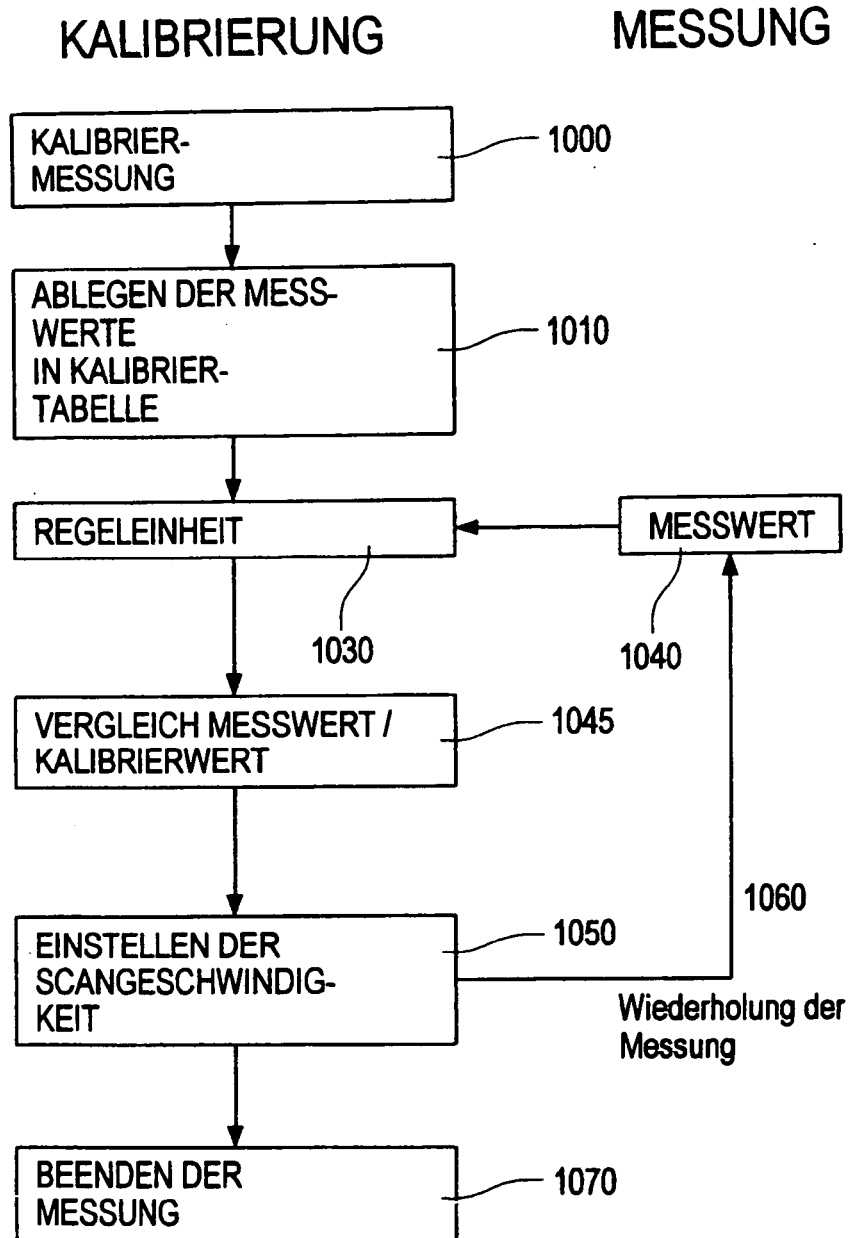 KALIBRIERUNG
MESSUNG
KALIBRIER-
MESSUNG
1000
ABLEGEN DER MESS-
WERTE
IN KALIBRIER-
TABELLE
1010
REGELEINHEIT
1030
MESSWERT
1040
VERGLEICH MESSWERT /
KALIBRIERWERT
1045
EINSTELLEN DER
SCANGESCHWINDIG-
KEIT
1050
1060
Wiederholung der
Messung
BEENDEN DER
MESSUNG
1070